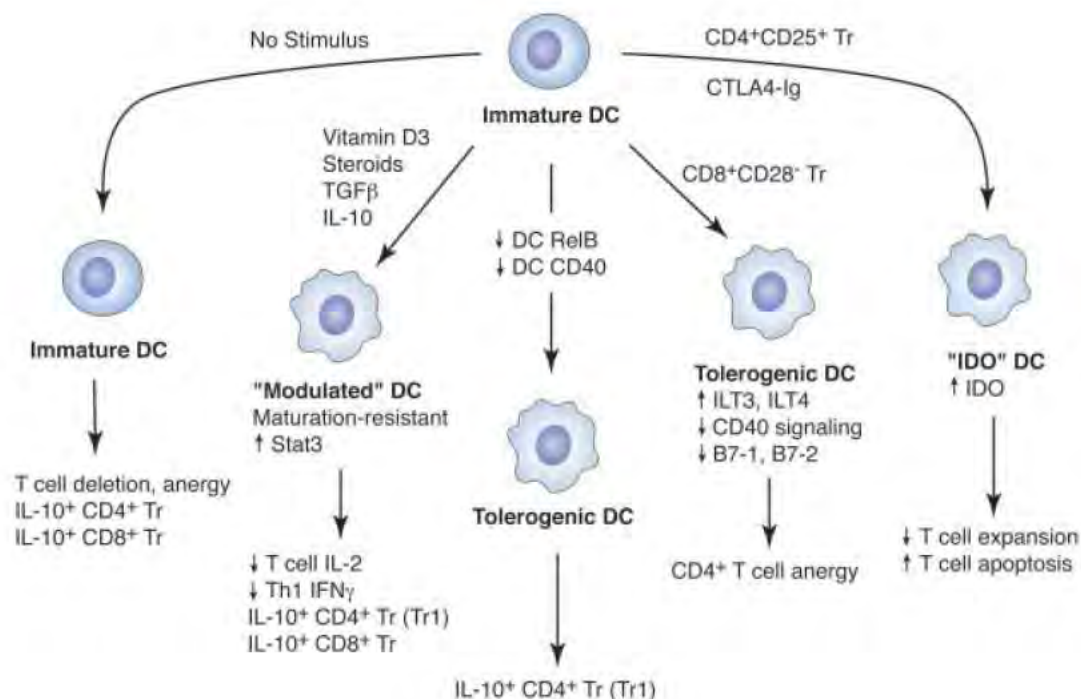 No Stimulus
Immature DC
CD4⁺CD25⁺ Tr
CTLA4-Ig
Vitamin D3
Steroids
TGFβ
IL-10
↓ DC RelB
↓ DC CD40
CD8⁺CD28⁻ Tr
Immature DC
T cell deletion, anergy
IL-10⁺ CD4⁺ Tr
IL-10⁺ CD8⁺ Tr
"Modulated" DC
Maturation-resistant
↑ Stat3
↓ T cell IL-2
↓ Th1 IFNγ
IL-10⁺ CD4⁺ Tr (Tr1)
IL-10⁺ CD8⁺ Tr
Tolerogenic DC
IL-10⁺ CD4⁺ Tr (Tr1)
Tolerogenic DC
↑ ILT3, ILT4
↓ CD40 signaling
↓ B7-1, B7-2
CD4⁺ T cell anergy
"IDO" DC
↑ IDO
↓ T cell expansion
↑ T cell apoptosis